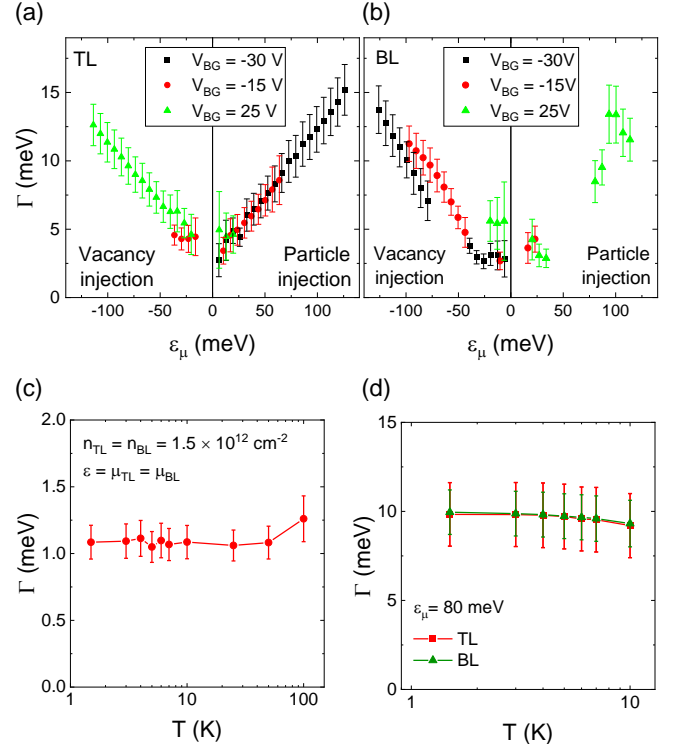 (a)
TL
V_BG = -30 V
V_BG = -15 V
V_BG = 25 V
Vacancy injection
Particle injection
15
10
5
0
Γ (meV)
-100 -50 0 50 100
ε_μ (meV)
(b)
BL
V_BG = -30V
V_BG = -15V
V_BG = 25V
Vacancy injection
Particle injection
-100 -50 0 50 100
ε_μ (meV)
(c)
n_TL = n_BL = 1.5 × 10^12 cm^-2
ε = μ_TL = μ_BL
2.0
1.5
1.0
0.5
0.0
Γ (meV)
1 10 100
T (K)
(d)
15
10
5
0
Γ (meV)
ε_μ = 80 meV
TL
BL
1 10
T (K)